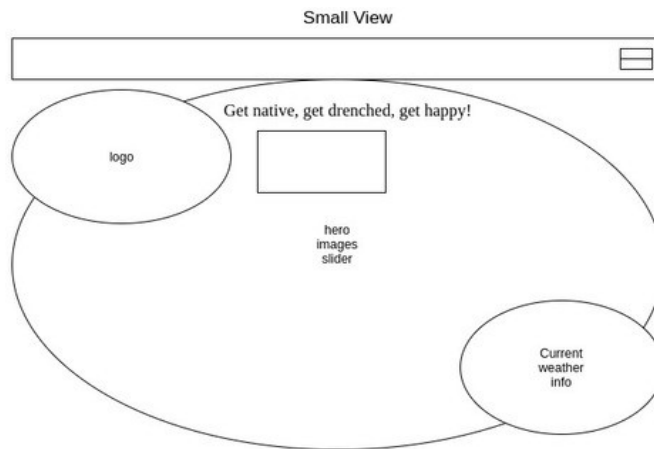 Small View
Get native, get drenched, get happy!
logo
hero
images
slider
Current
weather
info